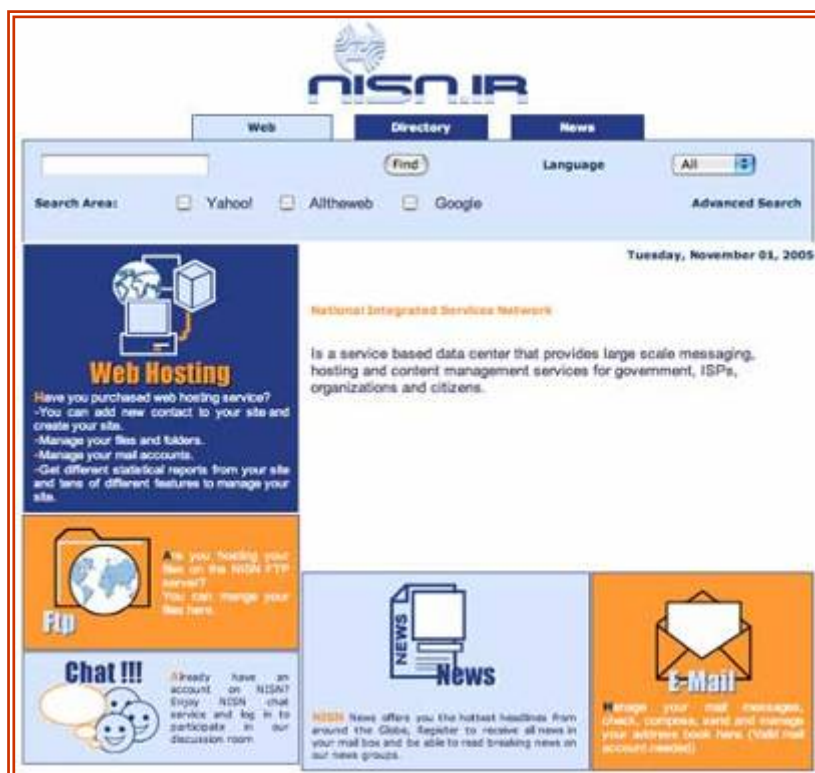 NISN.IR
Web Directory News
Find Language All
Search Area: Yahoo! Alltheweb Google Advanced Search
Tuesday, November 01, 2005
Web Hosting
Have you purchased web hosting service?
-You can add new contact to your site and
create your site.
-Manage your files and folders.
-Manage your mail accounts.
-Get different statistical reports from your site
and tens of different features to manage your
site.
National Integrated Services Network
Is a service based data center that provides large scale messaging,
hosting and content management services for government, ISPs,
organizations and citizens.
Ftp
Are you hosting your
files on the NISN FTP
server?
You can mange your
files here.
Chat !!!
Already have an
account on NISN?
Enjoy NISN chat
service and log in to
participate in our
discussion room
NEWS
News
NISN News offers you the hottest headlines from
around the Globe, Register to receive all news in
your mail box and be able to read breaking news on
our news groups.
E-Mail
Manage your mail messages,
check, compose, send and manage
your address book here (Valid mail
account needed)